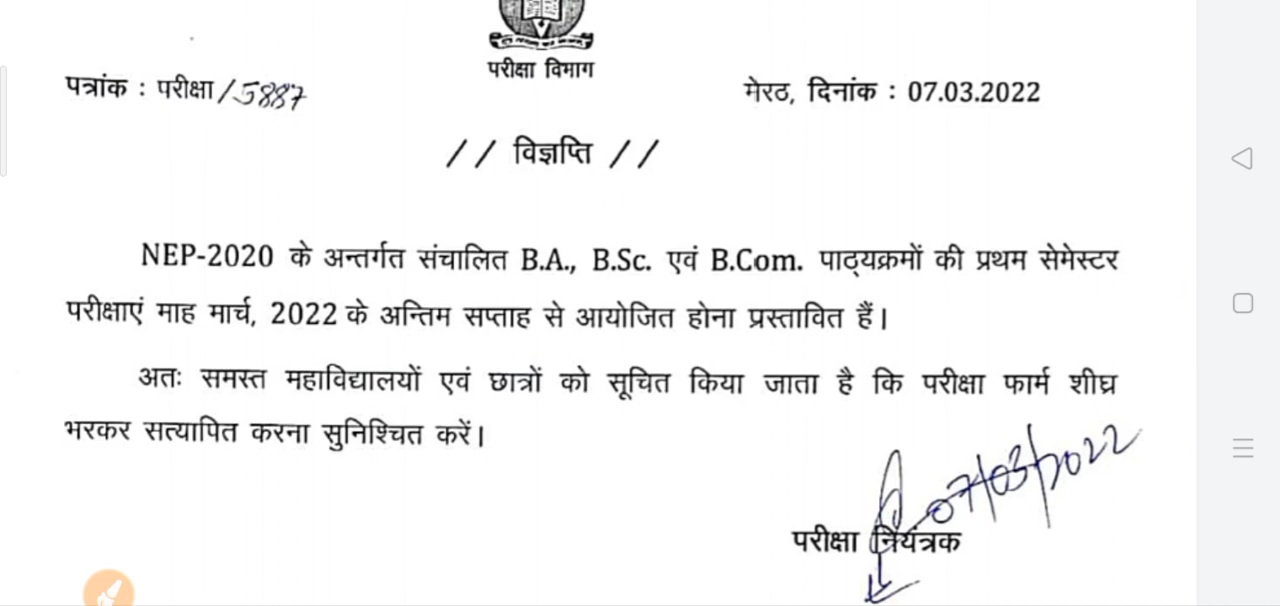 परीक्षा विभाग
पत्रांक : परीक्षा /5887
मेरठ, दिनांक : 07.03.2022
// विज्ञप्ति //
NEP-2020 के अन्तर्गत संचालित B.A., B.Sc. एवं B.Com. पाठ्यक्रमों की प्रथम सेमेस्टर
परीक्षाएं माह मार्च, 2022 के अन्तिम सप्ताह से आयोजित होना प्रस्तावित हैं।
अतः समस्त महाविद्यालयों एवं छात्रों को सूचित किया जाता है कि परीक्षा फार्म शीघ्र
भरकर सत्यापित करना सुनिश्चित करें।
07/03/2022
परीक्षा नियंत्रक